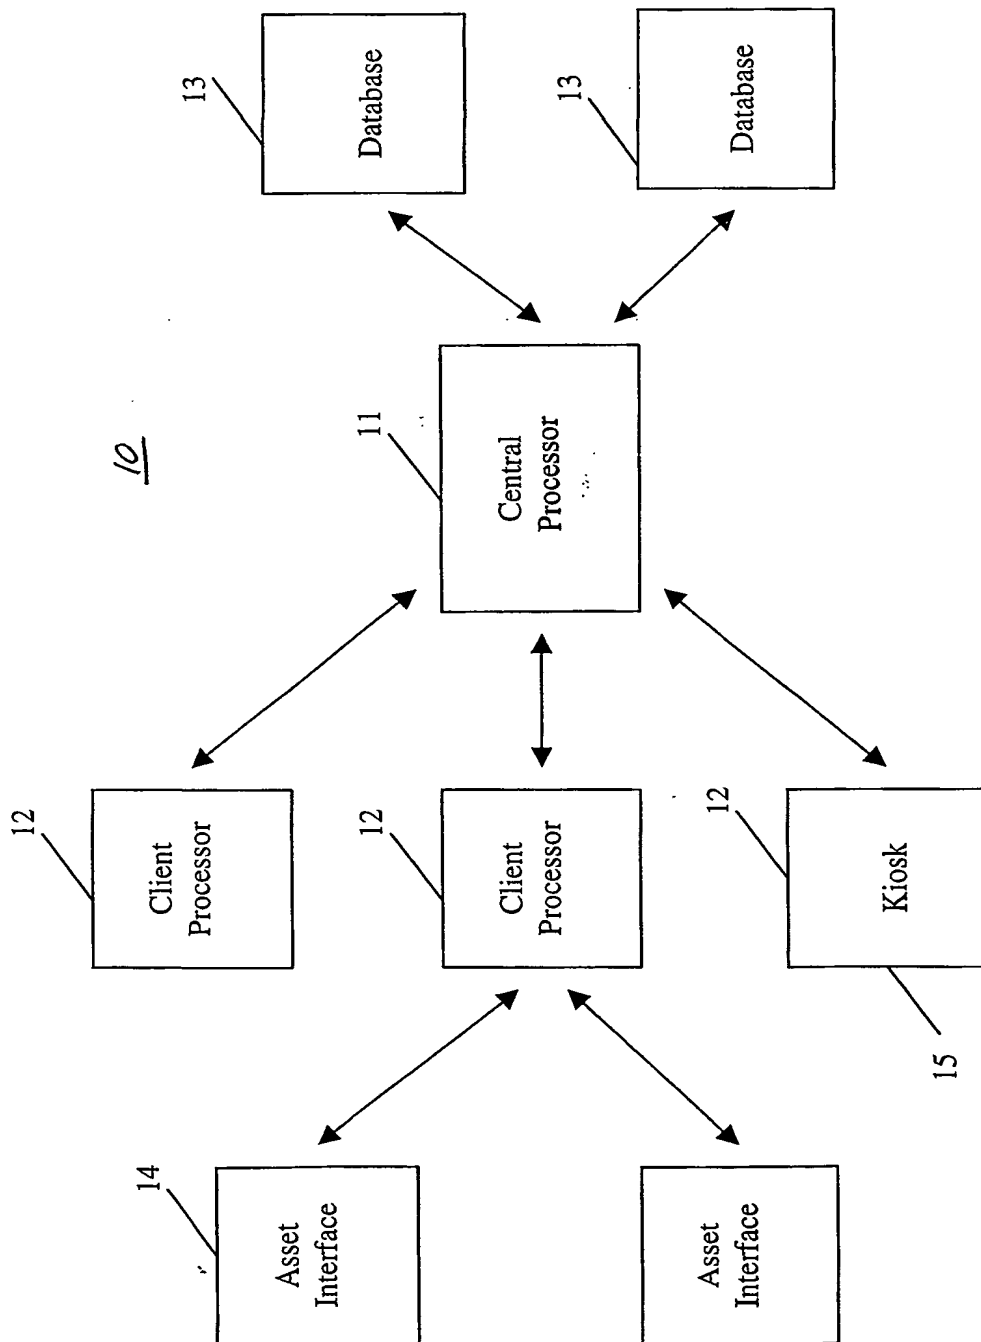 10
13
Database
13
Database
11
Central
Processor
12
Client
Processor
12
Client
Processor
12
Kiosk
15
14
Asset
Interface
Asset
Interface